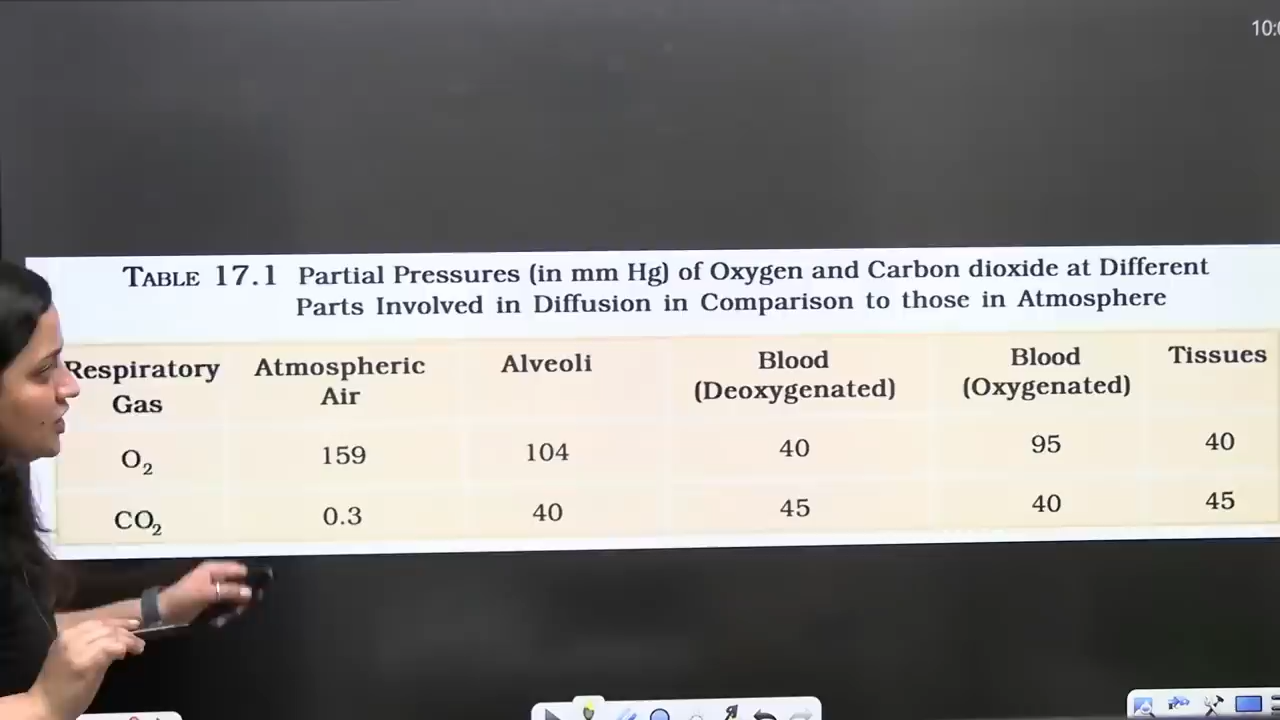 10:
TABLE 17.1 Partial Pressures (in mm Hg) of Oxygen and Carbon dioxide at Different
Parts Involved in Diffusion in Comparison to those in Atmosphere
Respiratory Gas
Atmospheric Air
Alveoli
Blood (Deoxygenated)
Blood (Oxygenated)
Tissues
O₂ 159 104 40 95 40
CO₂ 0.3 40 45 40 45